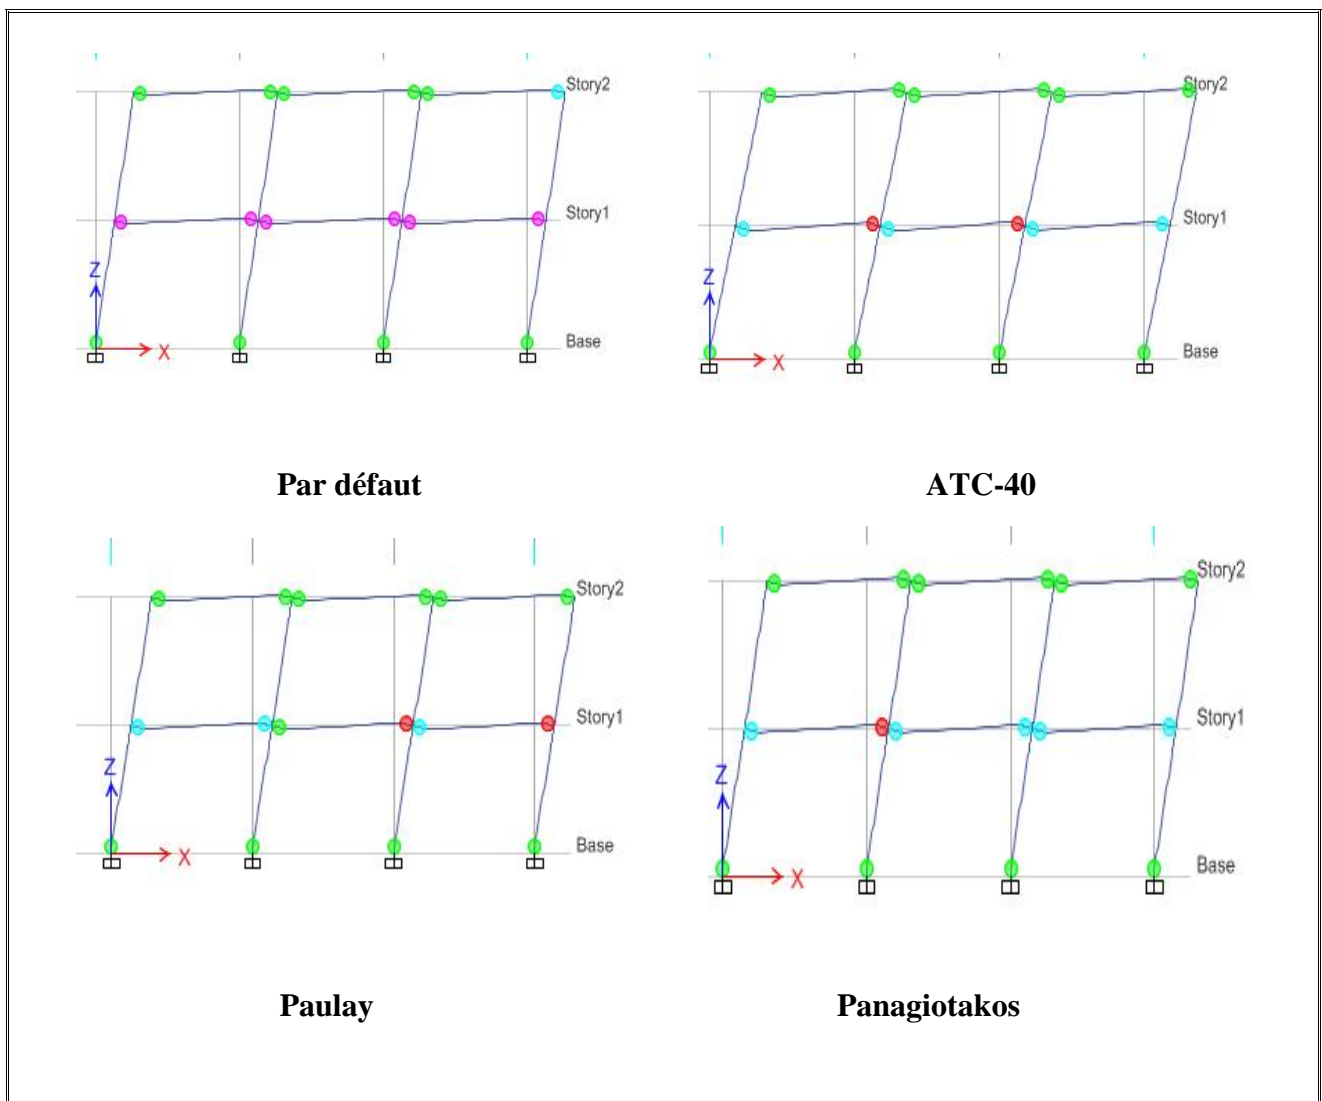 Story2
Story1
Z
Base
X
Par défaut
Story2
Story1
Z
Base
X
ATC-40
Story2
Story1
Z
Base
X
Paulay
Story2
Story1
Z
Base
X
Panagiotakos